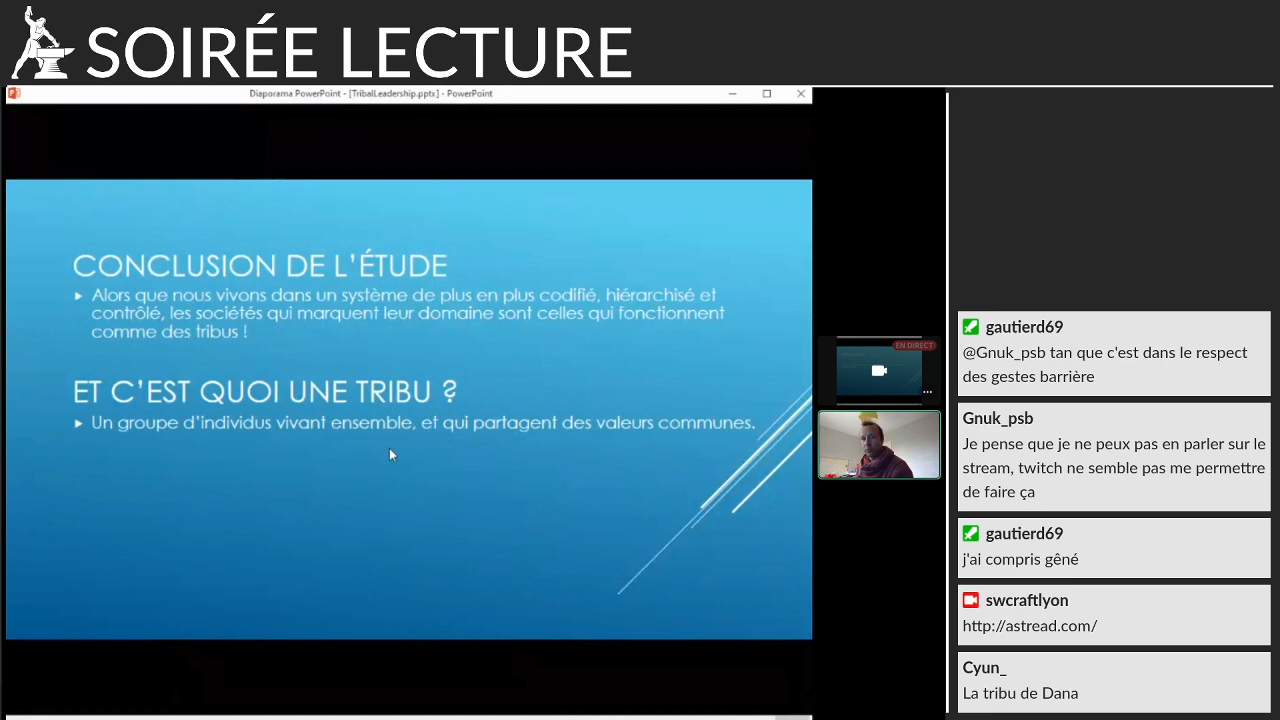 SOIRÉE LECTURE
Diaporama PowerPoint - [TribalLeadership.pptx] - PowerPoint
CONCLUSION DE L'ÉTUDE
Alors que nous vivons dans un système de plus en plus codifié, hiérarchisé et
contrôlé, les sociétés qui marquent leur domaine sont celles qui fonctionnent
comme des tribus !
ET C'EST QUOI UNE TRIBU ?
Un groupe d'individus vivant ensemble, et qui partagent des valeurs communes.
EN DIRECT
gautierd69
@Gnuk_psb tan que c'est dans le respect
des gestes barrière
Gnuk_psb
Je pense que je ne peux pas en parler sur le
stream, twitch ne semble pas me permettre
de faire ça
gautierd69
j'ai compris gêné
swcraftlyon
http://astread.com/
Cyun_
La tribu de Dana